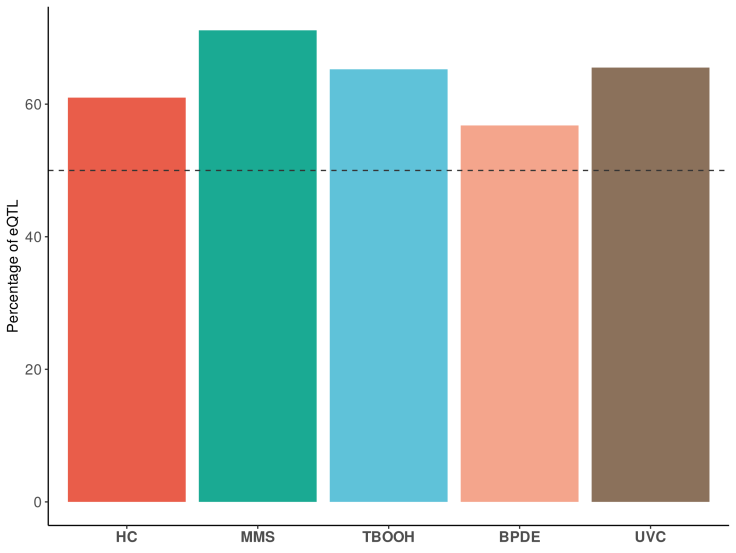 Percentage of eQTL
60
40
20
0
HC MMS TBOOH BPDE UVC